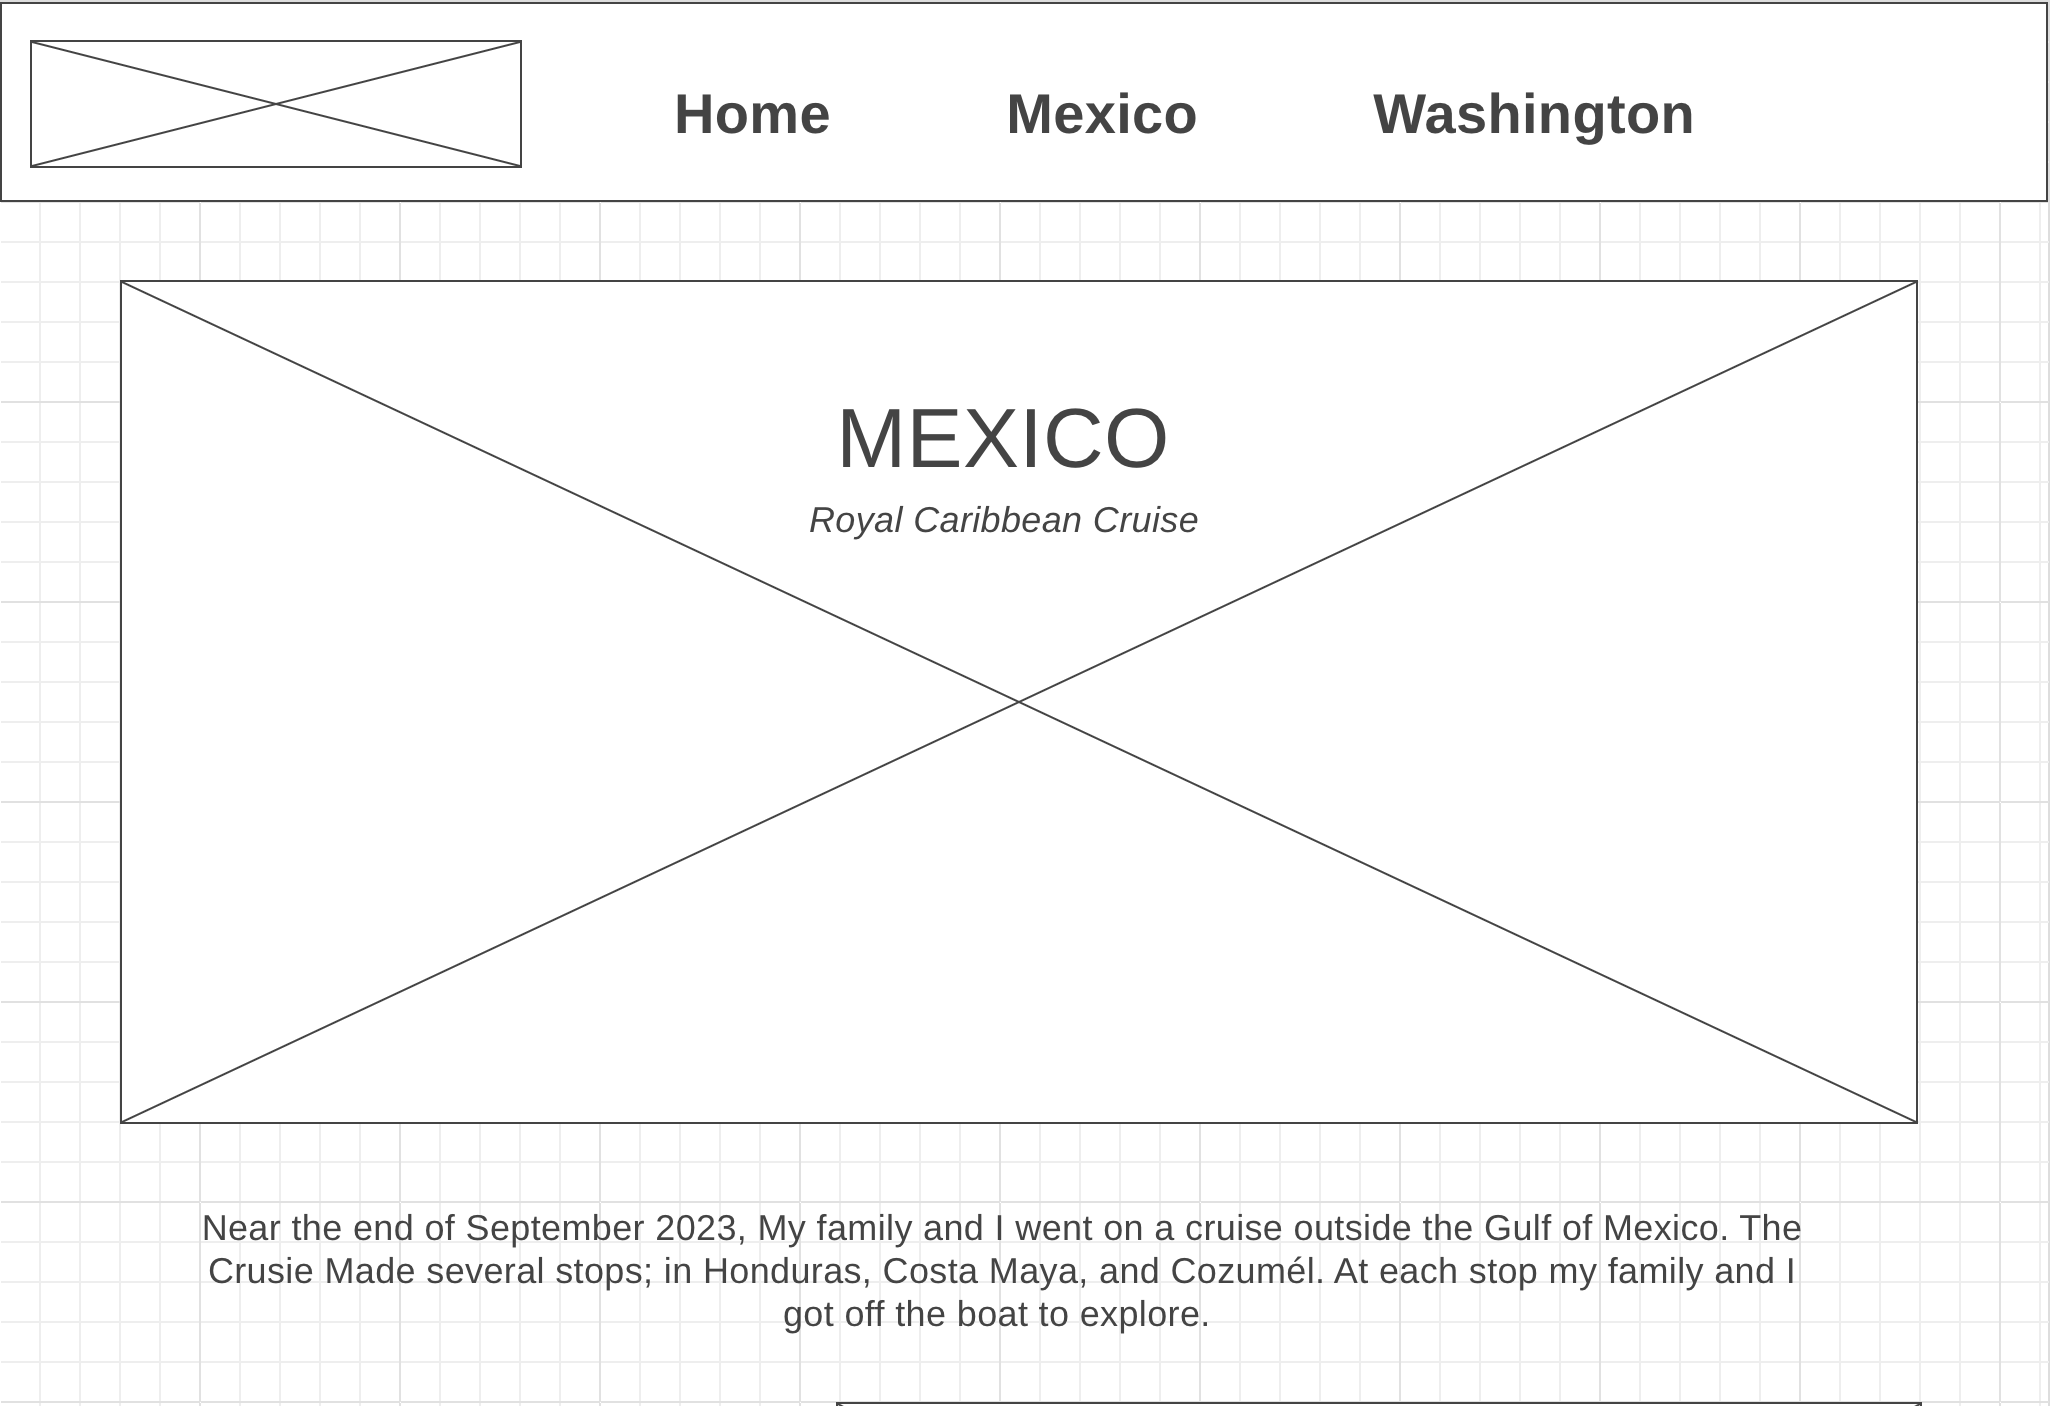 Home Mexico Washington
MEXICO
Royal Caribbean Cruise
Near the end of September 2023, My family and I went on a cruise outside the Gulf of Mexico. The
Crusie Made several stops; in Honduras, Costa Maya, and Cozumél. At each stop my family and I
got off the boat to explore.